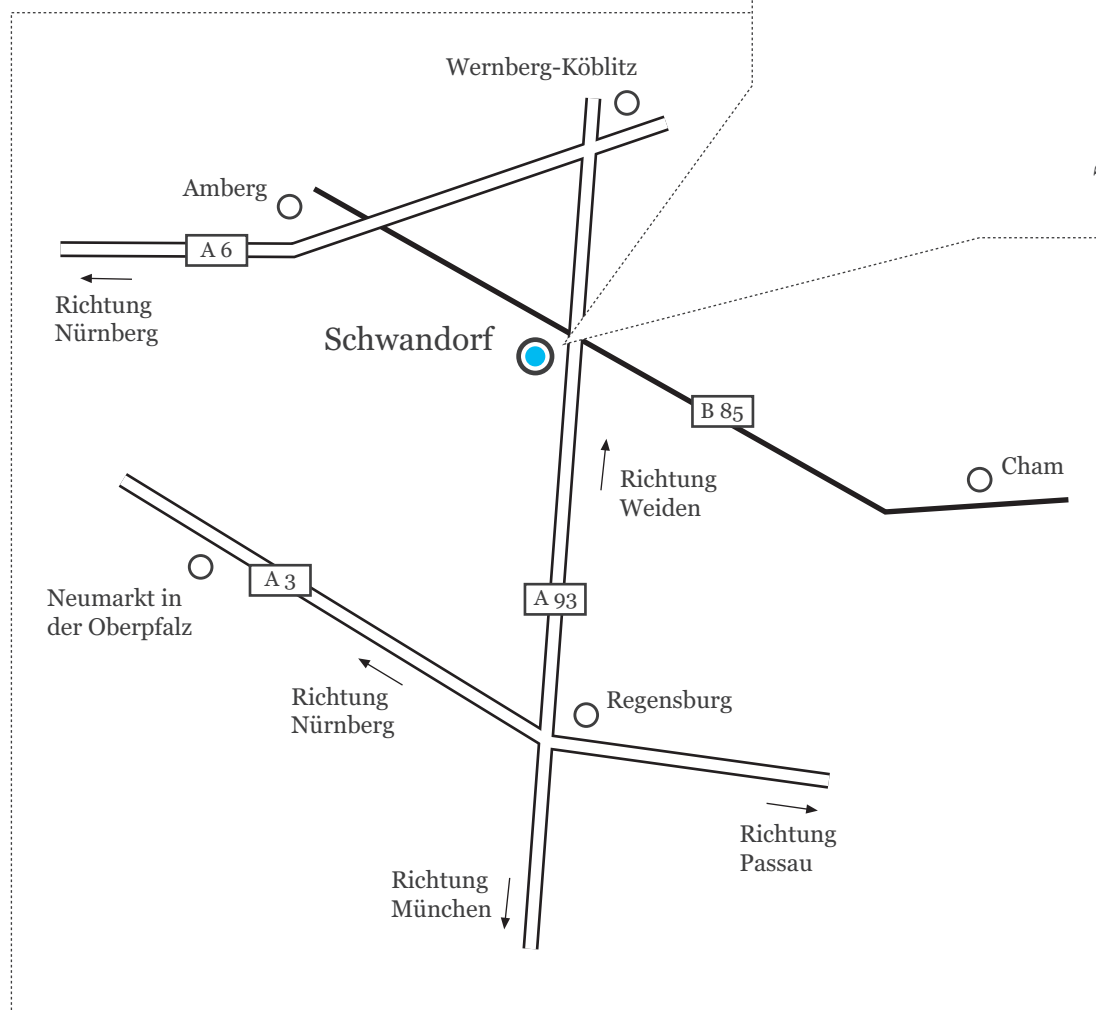 Wernberg-Köblitz
Amberg
A 6
Richtung
Nürnberg
Schwandorf
B 85
Cham
Richtung
Weiden
A 3
A 93
Neumarkt in
der Oberpfalz
Richtung
Nürnberg
Regensburg
Richtung
Passau
Richtung
München